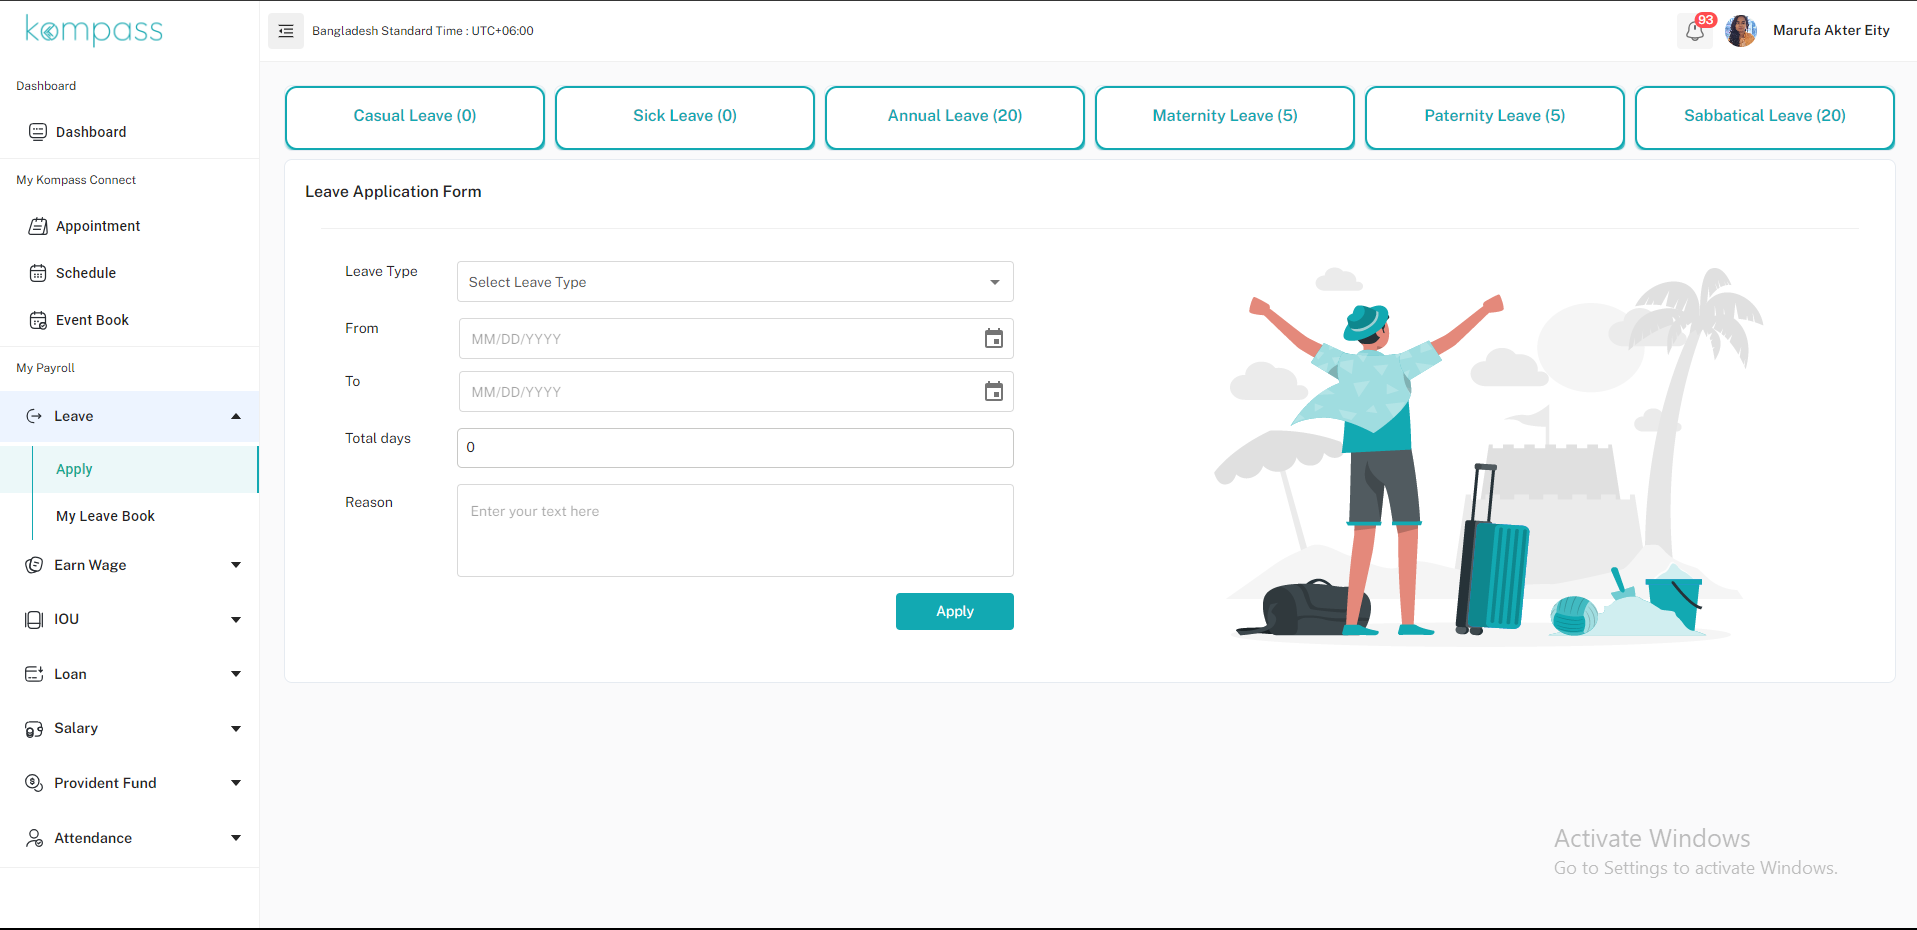 kompass
Bangladesh Standard Time : UTC+06:00
93
Marufa Akter Eity
Dashboard
Dashboard
My Kompass Connect
Appointment
Schedule
Event Book
My Payroll
Leave
Apply
My Leave Book
Earn Wage
IOU
Loan
Salary
Provident Fund
Attendance
Casual Leave (0)
Sick Leave (0)
Annual Leave (20)
Maternity Leave (5)
Paternity Leave (5)
Sabbatical Leave (20)
Leave Application Form
Leave Type
Select Leave Type
From
MM/DD/YYYY
To
MM/DD/YYYY
Total days
0
Reason
Enter your text here
Apply
Activate Windows
Go to Settings to activate Windows.